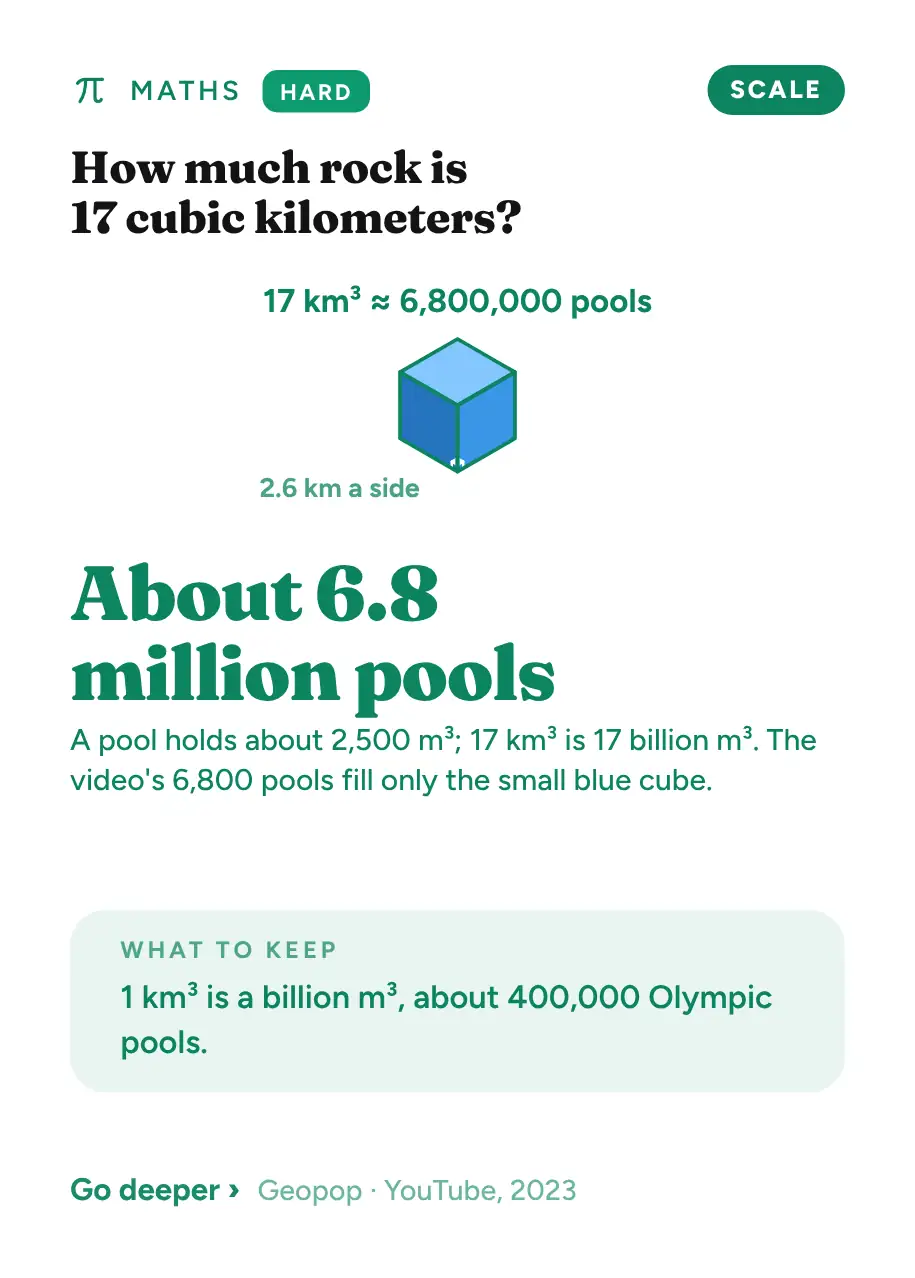 π MATHS HARD SCALE
How much rock is
17 cubic kilometers?
17 km³ ≈ 6,800,000 pools
2.6 km a side
About 6.8
million pools
A pool holds about 2,500 m³; 17 km³ is 17 billion m³. The
video's 6,800 pools fill only the small blue cube.
WHAT TO KEEP
1 km³ is a billion m³, about 400,000 Olympic
pools.
Go deeper › Geopop · YouTube, 2023